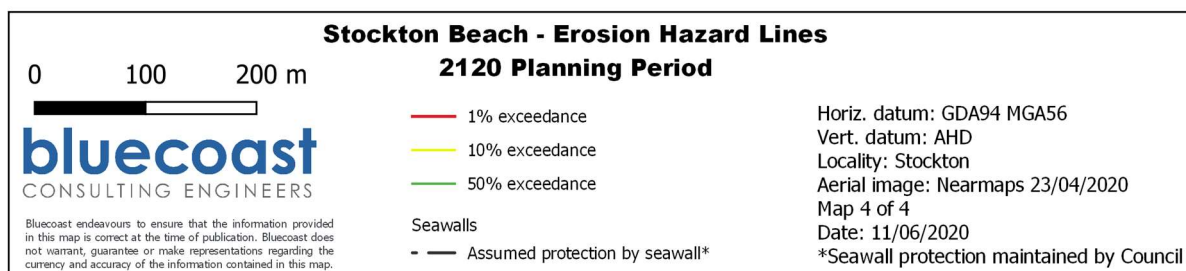 Stockton Beach - Erosion Hazard Lines
2120 Planning Period
0 100 200 m
bluecoast
CONSULTING ENGINEERS
Bluecoast endeavours to ensure that the information provided
in this map is correct at the time of publication. Bluecoast does
not warrant, guarantee or make representations regarding the
currency and accuracy of the information contained in this map.
1% exceedance
10% exceedance
50% exceedance
Seawalls
Assumed protection by seawall*
Horiz. datum: GDA94 MGA56
Vert. datum: AHD
Locality: Stockton
Aerial image: Nearmaps 23/04/2020
Map 4 of 4
Date: 11/06/2020
*Seawall protection maintained by Council